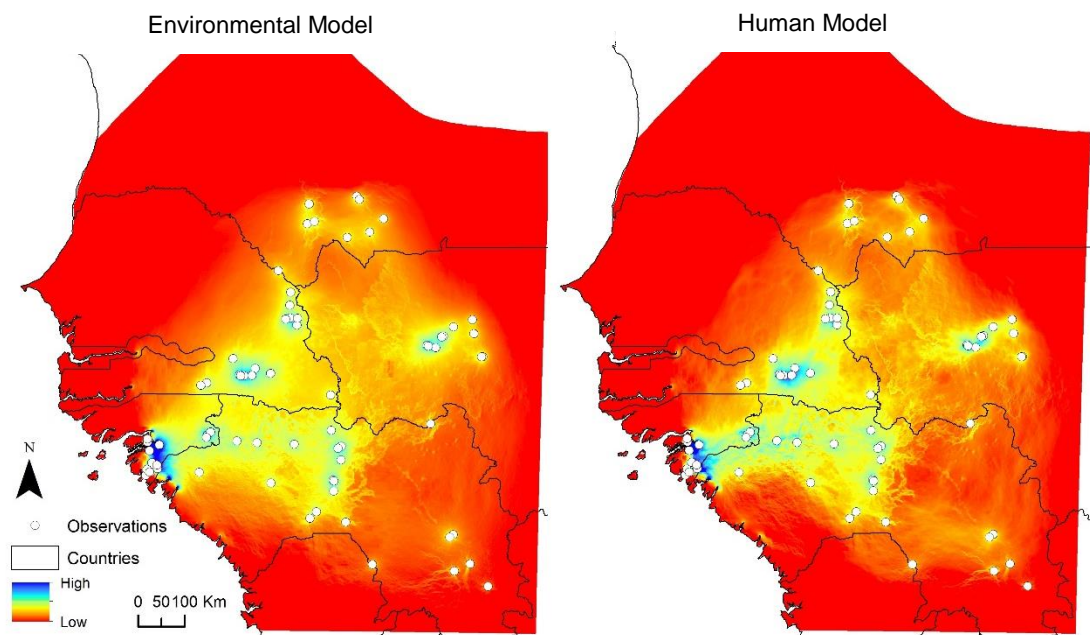 Environmental Model
Human Model
N
Observations
Countries
High
Low
0 50100 Km